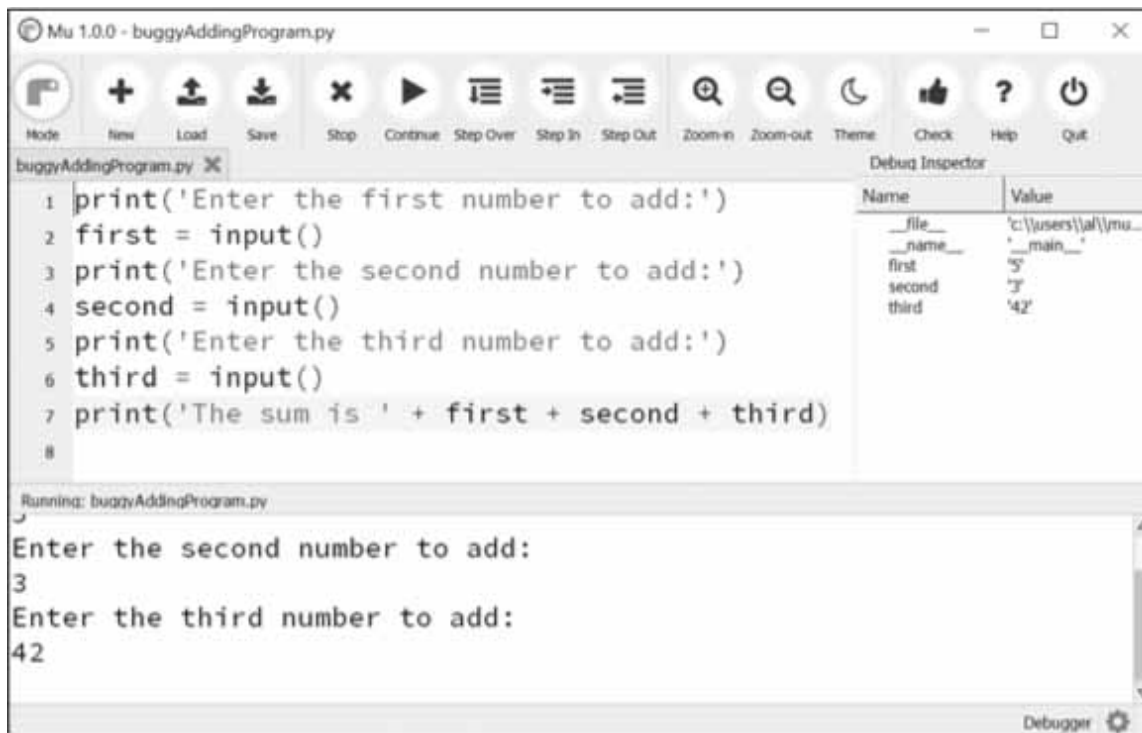 Mu 1.0.0 - buggyAddingProgram.py
Mode New Load Save Stop Continue Step Over Step In Step Out Zoom-in Zoom-out Theme Check Help Quit
buggyAddingProgram.py
1 print('Enter the first number to add:')
2 first = input()
3 print('Enter the second number to add:')
4 second = input()
5 print('Enter the third number to add:')
6 third = input()
7 print('The sum is ' + first + second + third)
8
Debug Inspector
Name Value
__file__ 'c:\\users\\al\\mu...
__name__ '__main__'
first '5'
second '3'
third '42'
Running: buggyAddingProgram.py
Enter the second number to add:
3
Enter the third number to add:
42
Debugger